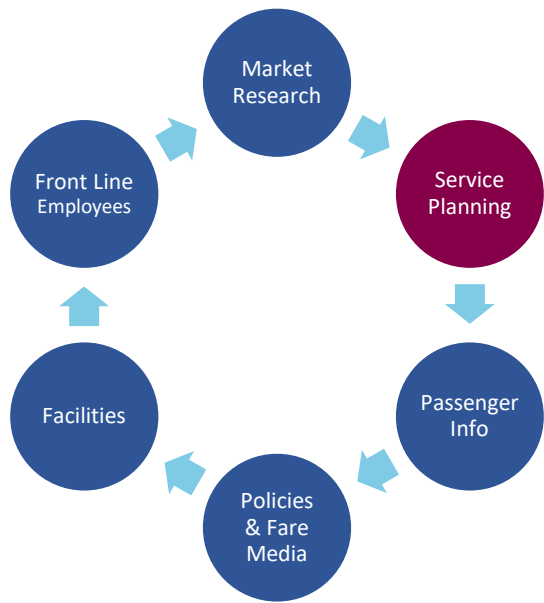 Market
Research
Service
Planning
Passenger
Info
Policies
& Fare
Media
Facilities
Front Line
Employees